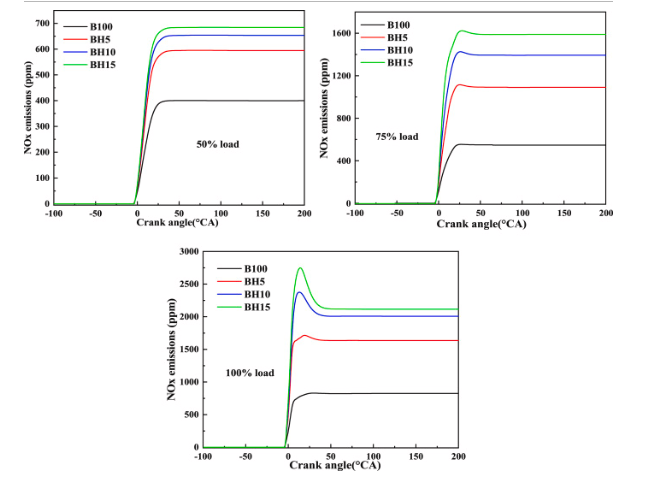 700
600
500
400
300
200
100
0
NOx emissions (ppm)
B100
BH5
BH10
BH15
50% load
-100 -50 0 50 100 150 200
Crank angle(°CA)
1600
1200
800
400
0
NOx emissions (ppm)
B100
BH5
BH10
BH15
75% load
-100 -50 0 50 100 150 200
Crank angle(°CA)
3000
2500
2000
1500
1000
500
0
NOx emissions (ppm)
B100
BH5
BH10
BH15
100% load
-100 -50 0 50 100 150 200
Crank angle(°CA)